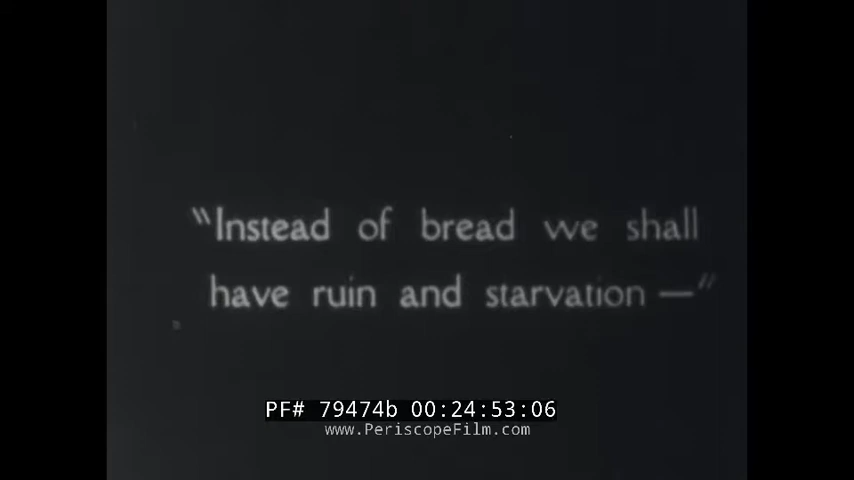 "Instead of bread we shall
have ruin and starvation —"
PF# 79474b 00:24:53:06
www.PeriscopeFilm.com